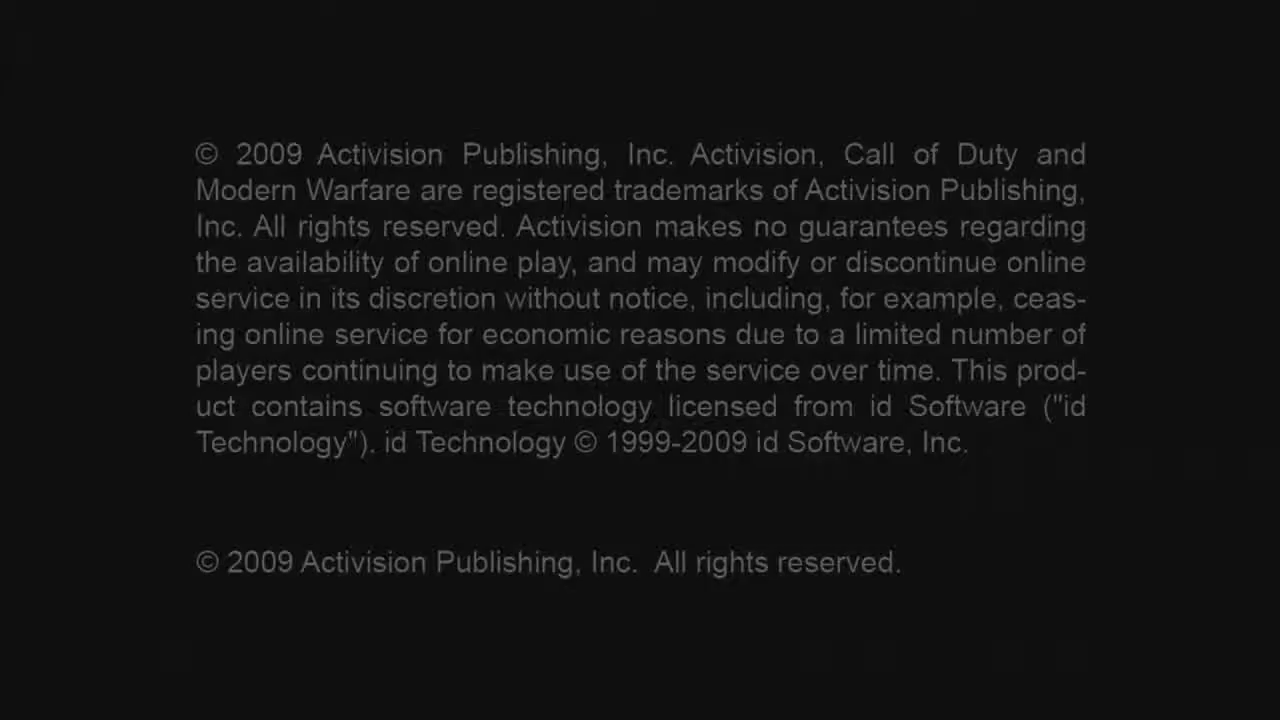 © 2009 Activision Publishing, Inc. Activision, Call of Duty and
Modern Warfare are registered trademarks of Activision Publishing,
Inc. All rights reserved. Activision makes no guarantees regarding
the availability of online play, and may modify or discontinue online
service in its discretion without notice, including, for example, ceas-
ing online service for economic reasons due to a limited number of
players continuing to make use of the service over time. This prod-
uct contains software technology licensed from id Software ("id
Technology"). id Technology © 1999-2009 id Software, Inc.
© 2009 Activision Publishing, Inc. All rights reserved.